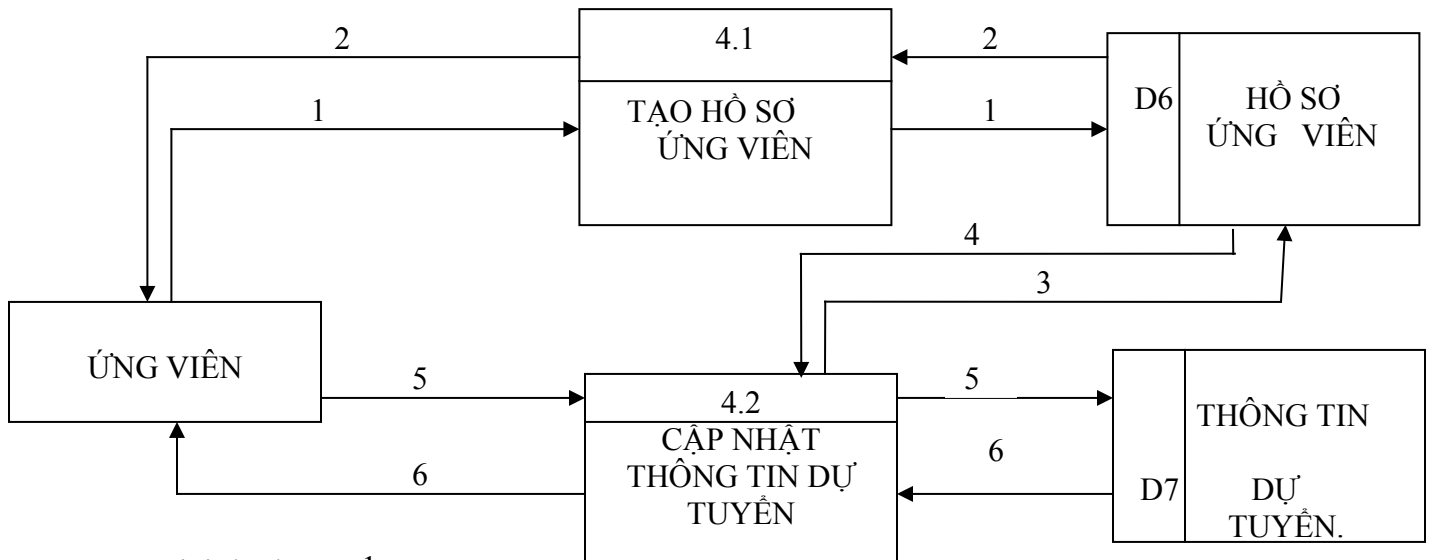 2
4.1
2
1
TẠO HỒ SƠ
ỨNG VIÊN
1
D6
HỒ SƠ
ỨNG VIÊN
4
3
ỨNG VIÊN
5
4.2
5
CẬP NHẬT
THÔNG TIN DỰ
TUYỂN
6
6
THÔNG TIN
D7
DỰ
TUYỂN.
1